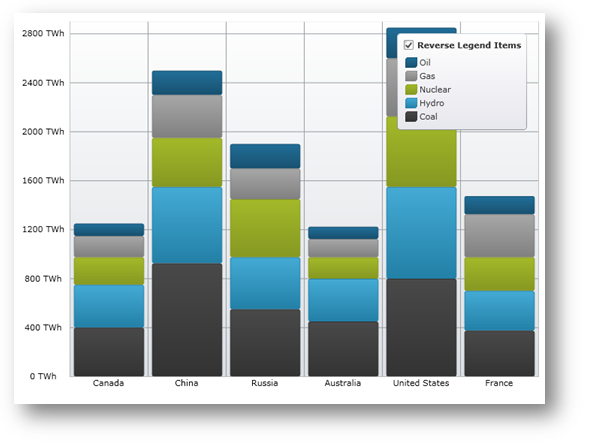 2800 TWh
2400 TWh
2000 TWh
1600 TWh
1200 TWh
800 TWh
400 TWh
0 TWh
Reverse Legend Items
Oil
Gas
Nuclear
Hydro
Coal
Canada
China
Russia
Australia
United States
France